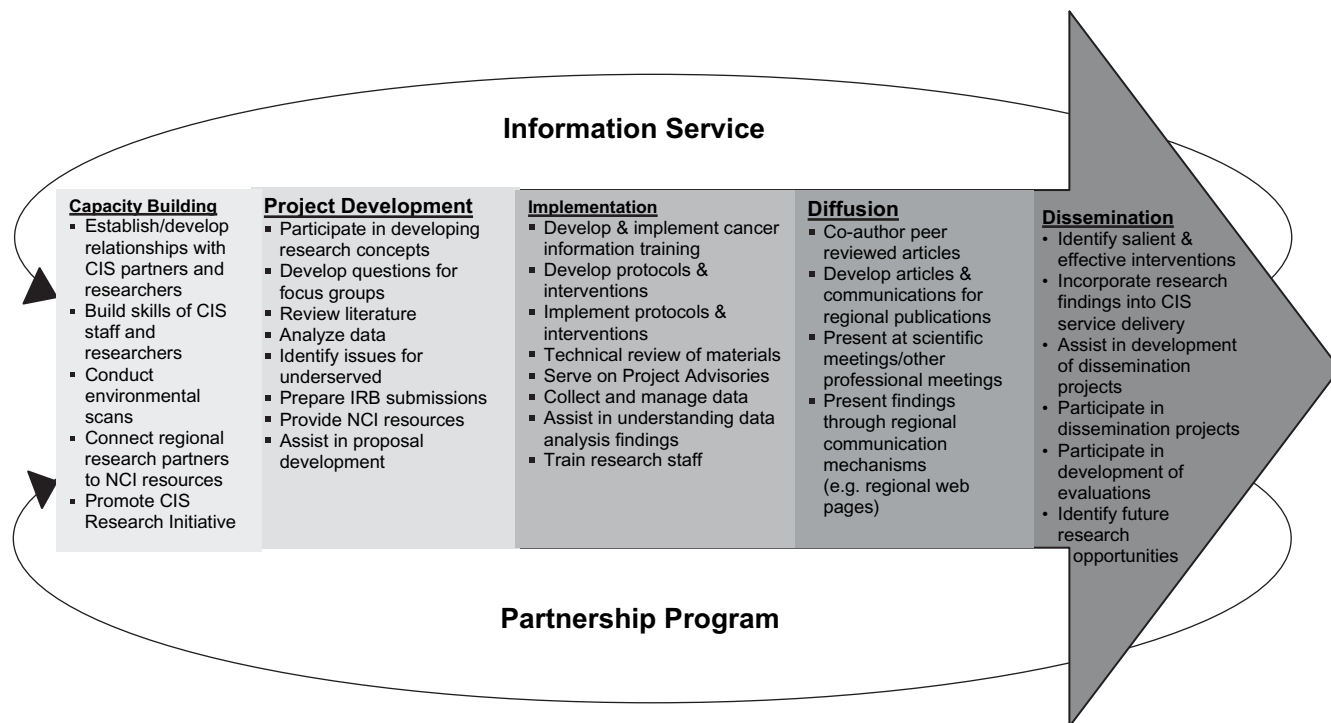 Information Service
Capacity Building
▪ Establish/develop
relationships with
CIS partners and
researchers
▪ Build skills of CIS
staff and
researchers
▪ Conduct
environmental
scans
▪ Connect regional
research partners
to NCI resources
▪ Promote CIS
Research Initiative
Project Development
▪ Participate in developing
research concepts
▪ Develop questions for
focus groups
▪ Review literature
▪ Analyze data
▪ Identify issues for
underserved
▪ Prepare IRB submissions
▪ Provide NCI resources
▪ Assist in proposal
development
Implementation
▪ Develop & implement cancer
information training
▪ Develop protocols &
interventions
▪ Implement protocols &
interventions
▪ Technical review of materials
▪ Serve on Project Advisories
▪ Collect and manage data
▪ Assist in understanding data
analysis findings
▪ Train research staff
Diffusion
▪ Co-author peer
reviewed articles
▪ Develop articles &
communications for
regional publications
▪ Present at scientific
meetings/other
professional meetings
▪ Present findings
through regional
communication
mechanisms
(e.g. regional web
pages)
Dissemination
• Identify salient &
effective interventions
• Incorporate research
findings into CIS
service delivery
• Assist in development
of dissemination
projects
• Participate in
dissemination projects
• Participate in
development of
evaluations
• Identify future
research
opportunities
Partnership Program